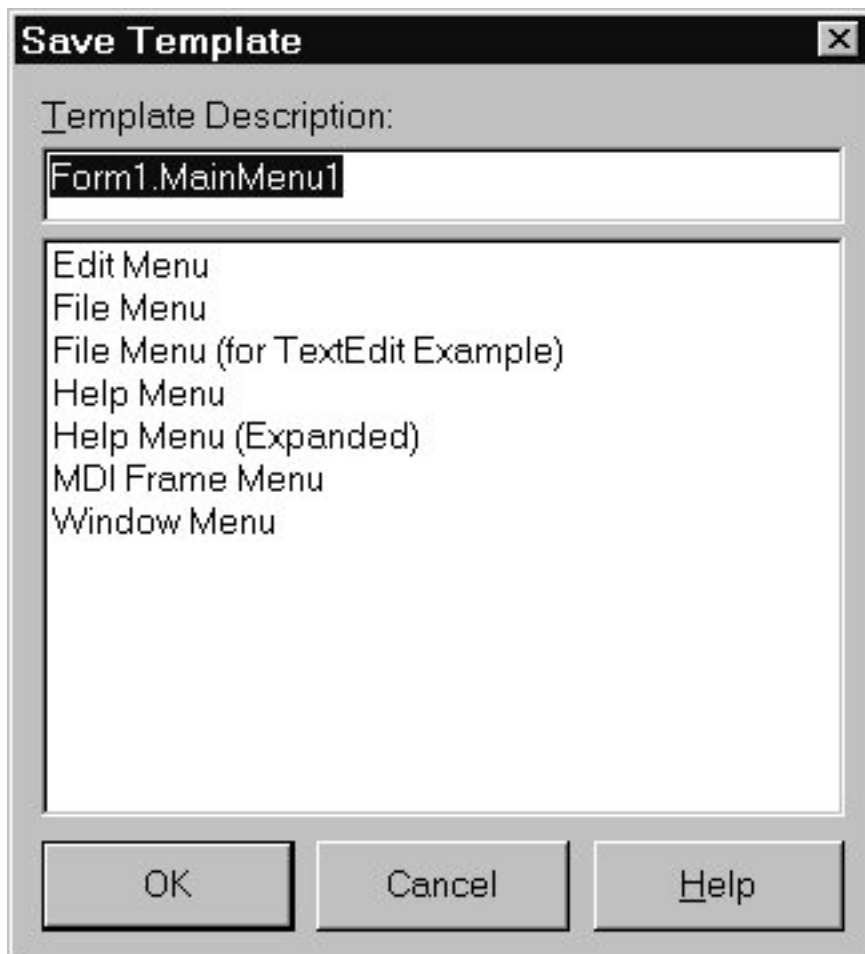 Save Template
Template Description:
Form1.MainMenu1
Edit Menu
File Menu
File Menu (for TextEdit Example)
Help Menu
Help Menu (Expanded)
MDI Frame Menu
Window Menu
OK Cancel Help